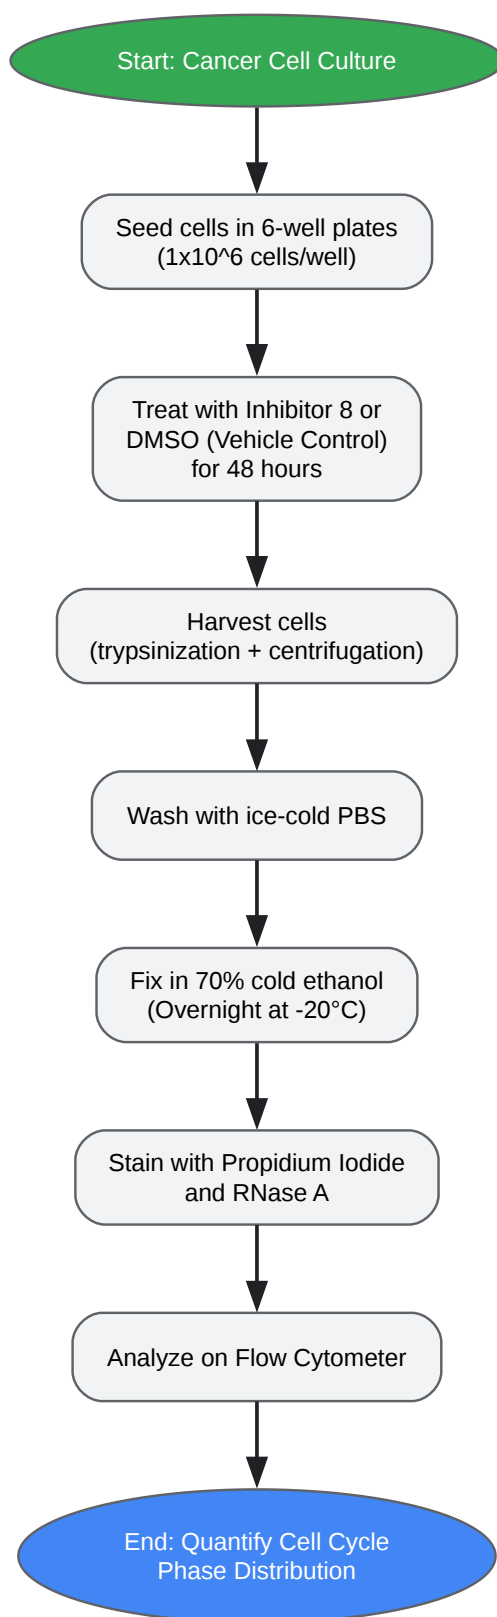 Start: Cancer Cell Culture
Seed cells in 6-well plates
(1x10^6 cells/well)
Treat with Inhibitor 8 or
DMSO (Vehicle Control)
for 48 hours
Harvest cells
(trypsinization + centrifugation)
Wash with ice-cold PBS
Fix in 70% cold ethanol
(Overnight at -20°C)
Stain with Propidium Iodide
and RNase A
Analyze on Flow Cytometer
End: Quantify Cell Cycle
Phase Distribution